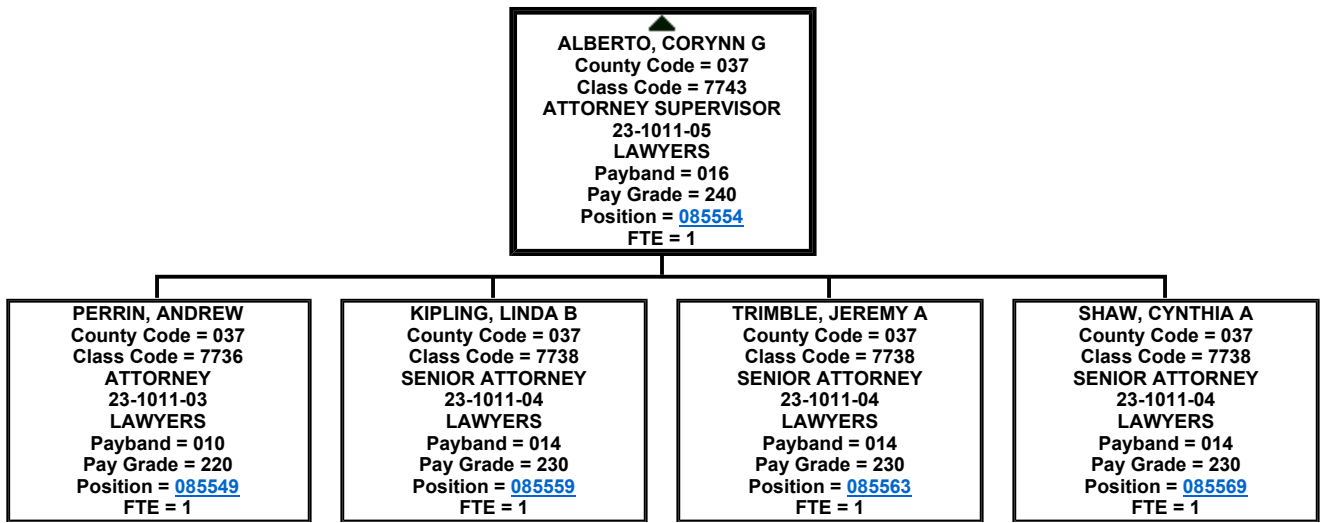 ALBERTO, CORYNN G
County Code = 037
Class Code = 7743
ATTORNEY SUPERVISOR
23-1011-05
LAWYERS
Payband = 016
Pay Grade = 240
Position = 085554
FTE = 1
PERRIN, ANDREW
County Code = 037
Class Code = 7736
ATTORNEY
23-1011-03
LAWYERS
Payband = 010
Pay Grade = 220
Position = 085549
FTE = 1
KIPLING, LINDA B
County Code = 037
Class Code = 7738
SENIOR ATTORNEY
23-1011-04
LAWYERS
Payband = 014
Pay Grade = 230
Position = 085559
FTE = 1
TRIMBLE, JEREMY A
County Code = 037
Class Code = 7738
SENIOR ATTORNEY
23-1011-04
LAWYERS
Payband = 014
Pay Grade = 230
Position = 085563
FTE = 1
SHAW, CYNTHIA A
County Code = 037
Class Code = 7738
SENIOR ATTORNEY
23-1011-04
LAWYERS
Payband = 014
Pay Grade = 230
Position = 085569
FTE = 1